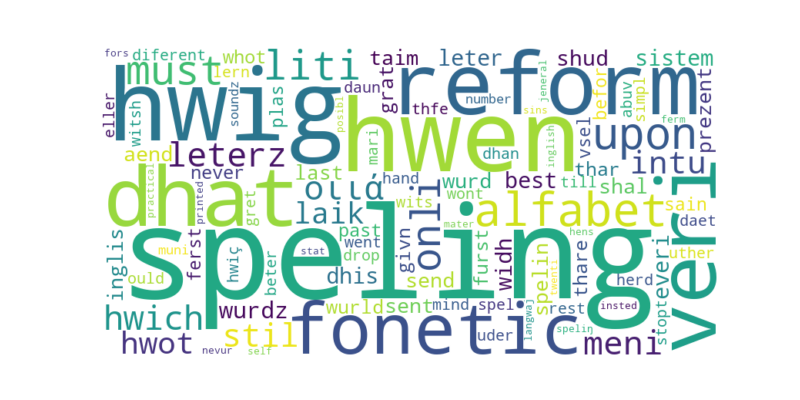 fors diferent whot leter taim shud sistem
must lern liti grat reform
hwig soundz plas daun thfe number sins jeneral befor abuv simpl prezent
eller witsh posibl mari hwen inglish vsel upon ferm
aend leterz never last hand dhan thar intu
dhat practical printed gret οιιά wurd best till shal
laik onli wits wont alfabet sain daet
inglis muni ferst hwiç beter past went givn mater furst widh spelin hens uther
ould stat speling drop dhis send thare twenti herd stopt everi veri
hwich wurdz wurld sent mind spel rest insted
hwot stil fonetic uder langwaj speliŋ meni
nevur self